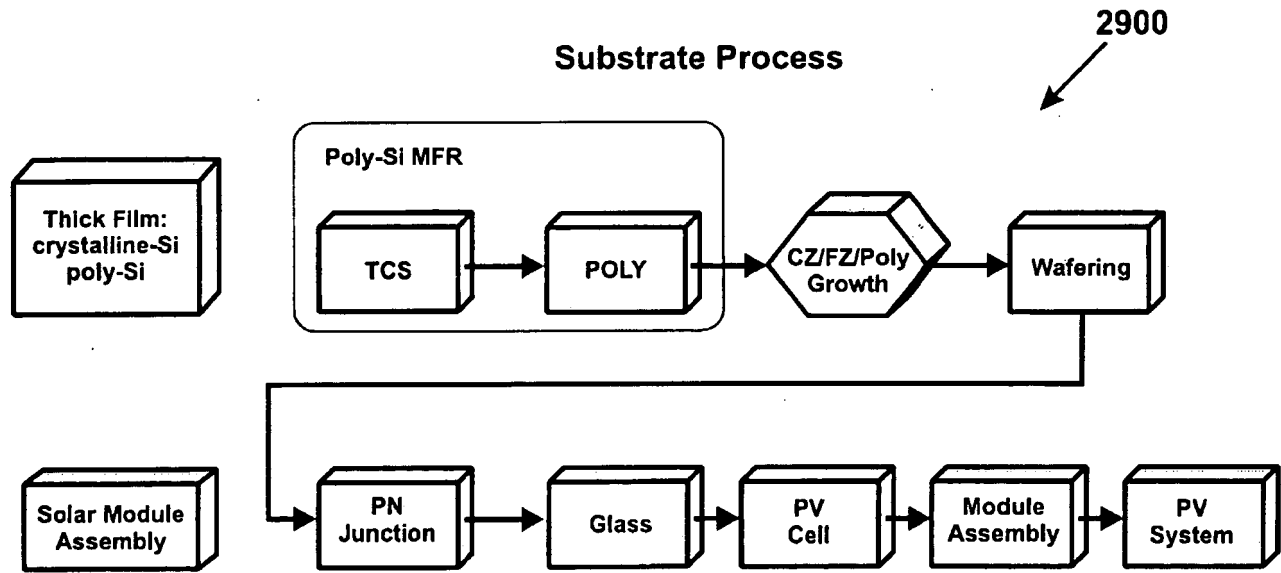 2900
Substrate Process
Thick Film:
crystalline-Si
poly-Si
Poly-Si MFR
TCS
POLY
CZ/FZ/Poly
Growth
Wafering
Solar Module
Assembly
PN
Junction
Glass
PV
Cell
Module
Assembly
PV
System